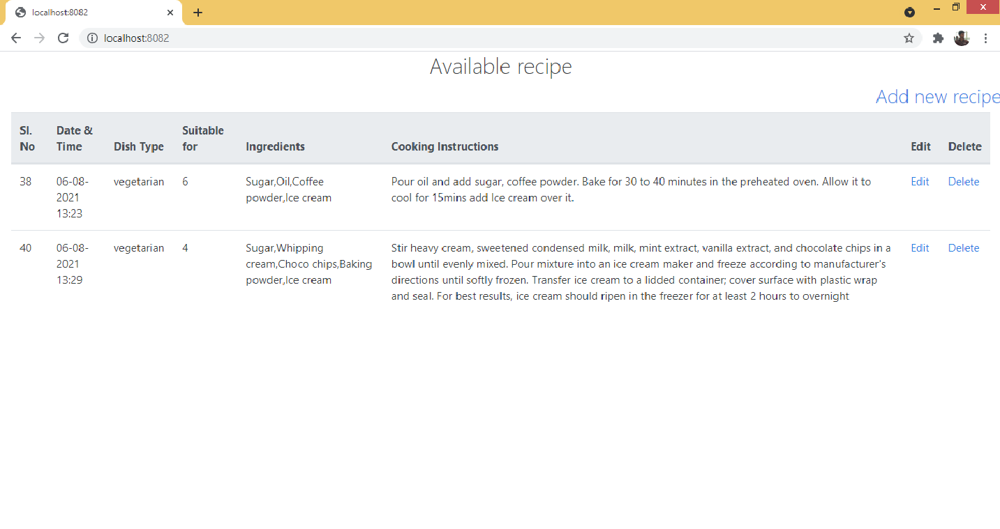 localhost:8082
localhost:8082
Available recipe
Add new recipe
Sl. No Date & Time Dish Type Suitable for Ingredients Cooking Instructions Edit Delete
38 06-08-2021 13:23 vegetarian 6 Sugar,Oil,Coffee powder,Ice cream Pour oil and add sugar, coffee powder. Bake for 30 to 40 minutes in the preheated oven. Allow it to cool for 15mins add Ice cream over it. Edit Delete
40 06-08-2021 13:29 vegetarian 4 Sugar,Whipping cream,Choco chips,Baking powder,Ice cream Stir heavy cream, sweetened condensed milk, milk, mint extract, vanilla extract, and chocolate chips in a bowl until evenly mixed. Pour mixture into an ice cream maker and freeze according to manufacturer's directions until softly frozen. Transfer ice cream to a lidded container; cover surface with plastic wrap and seal. For best results, ice cream should ripen in the freezer for at least 2 hours to overnight Edit Delete